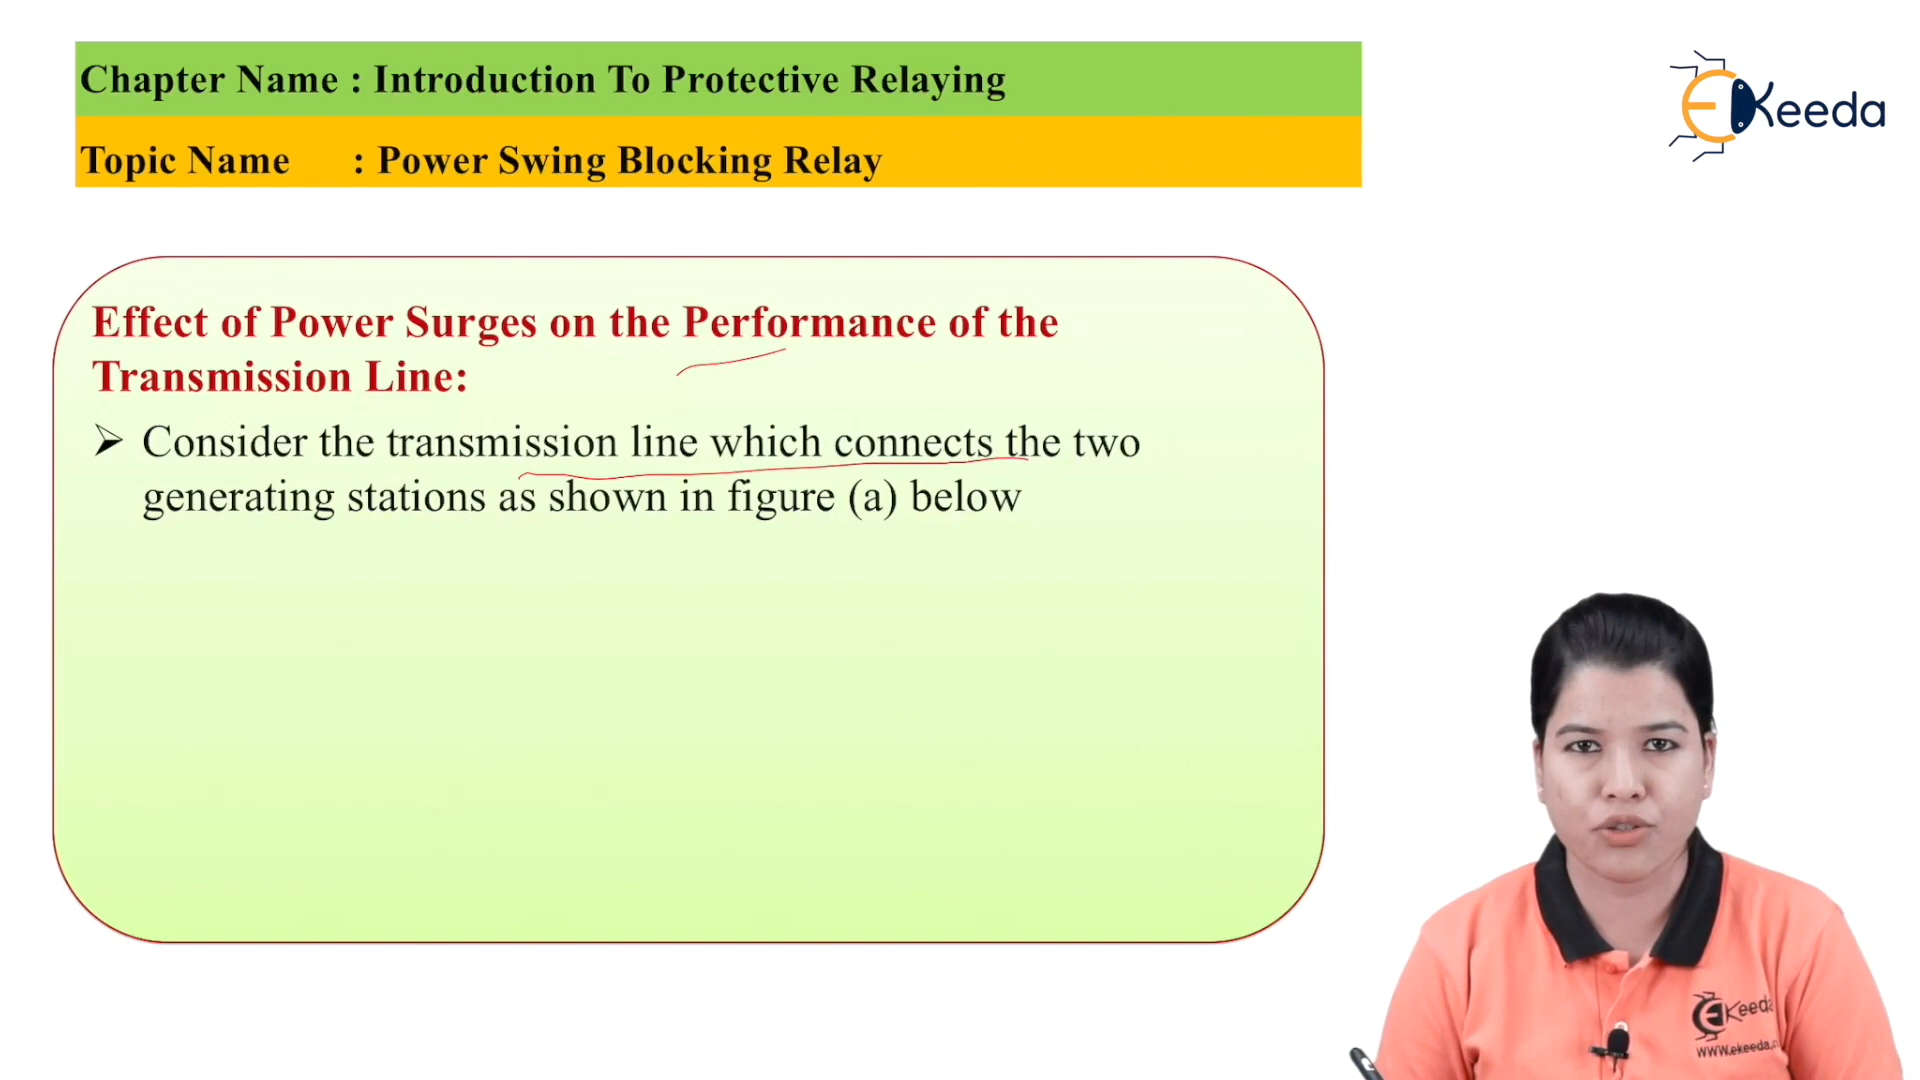 Chapter Name : Introduction To Protective Relaying
Topic Name : Power Swing Blocking Relay
EKeeda
Effect of Power Surges on the Performance of the
Transmission Line:
➤ Consider the transmission line which connects the two
generating stations as shown in figure (a) below
EKeeda